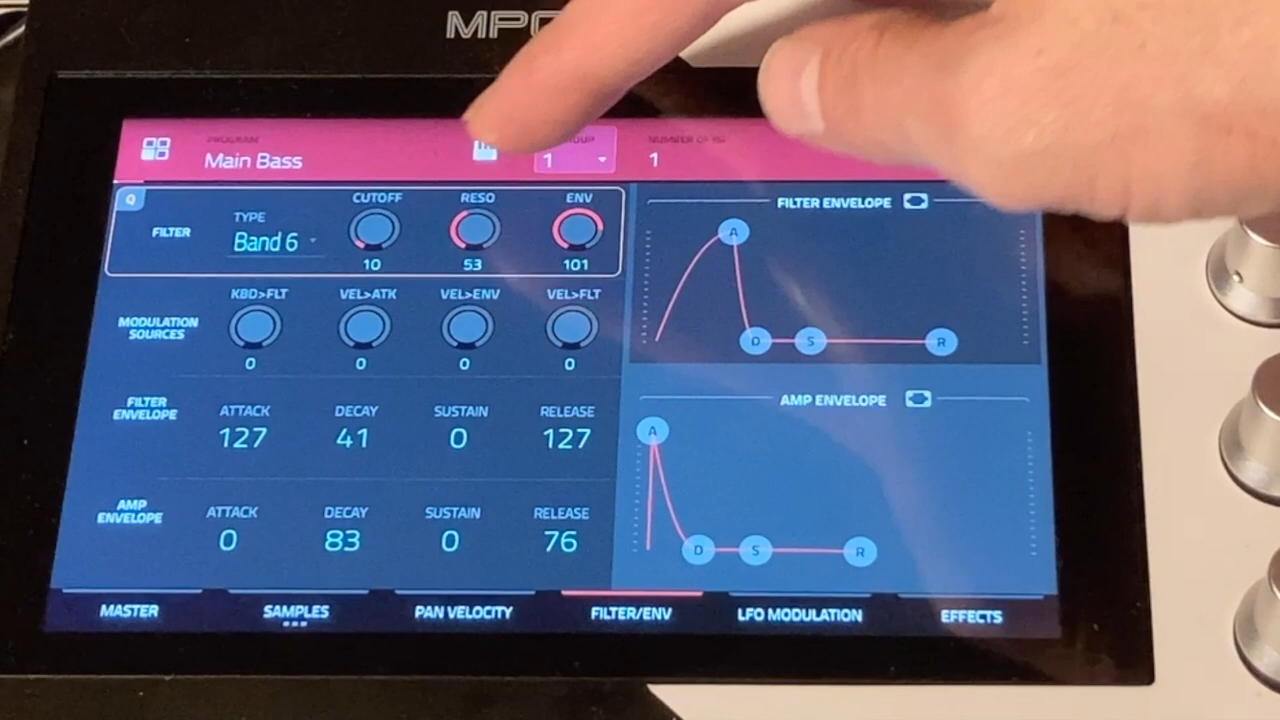 MPC
PROGRAM
Main Bass
1
1
Q
FILTER
TYPE
Band 6
CUTOFF
10
RESO
53
ENV
101
MODULATION
SOURCES
KBD>FLT
0
VEL>ATK
0
VEL>ENV
0
VEL>FLT
0
FILTER
ENVELOPE
ATTACK
127
DECAY
41
SUSTAIN
0
RELEASE
127
AMP
ENVELOPE
ATTACK
0
DECAY
83
SUSTAIN
0
RELEASE
76
FILTER ENVELOPE
A
D
S
R
AMP ENVELOPE
A
D
S
R
MASTER
SAMPLES
PAN VELOCITY
FILTER/ENV
LFO MODULATION
EFFECTS